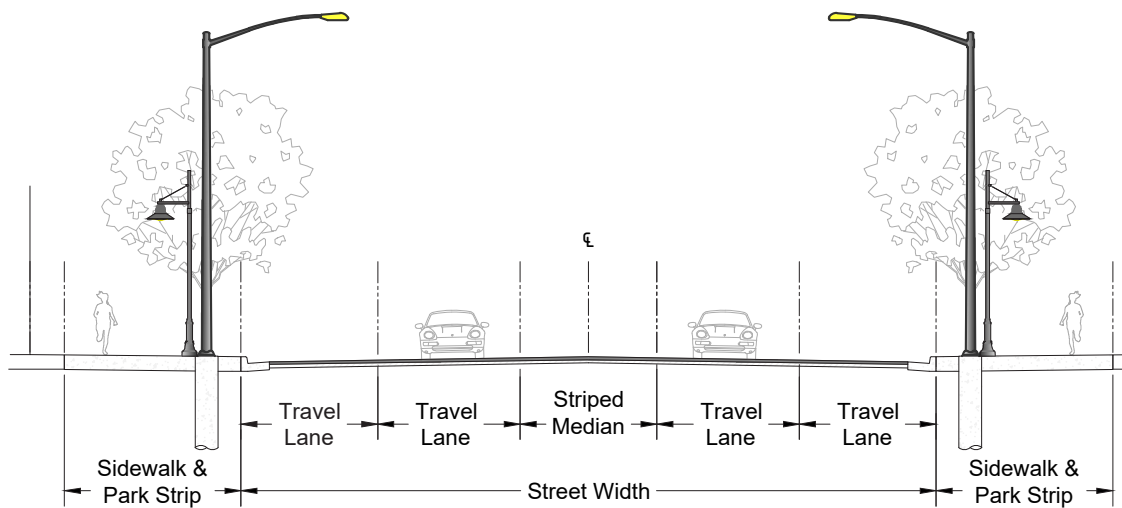 ℄
Travel
Lane
Travel
Lane
Striped
Median
Travel
Lane
Travel
Lane
Sidewalk &
Park Strip
Street Width
Sidewalk &
Park Strip